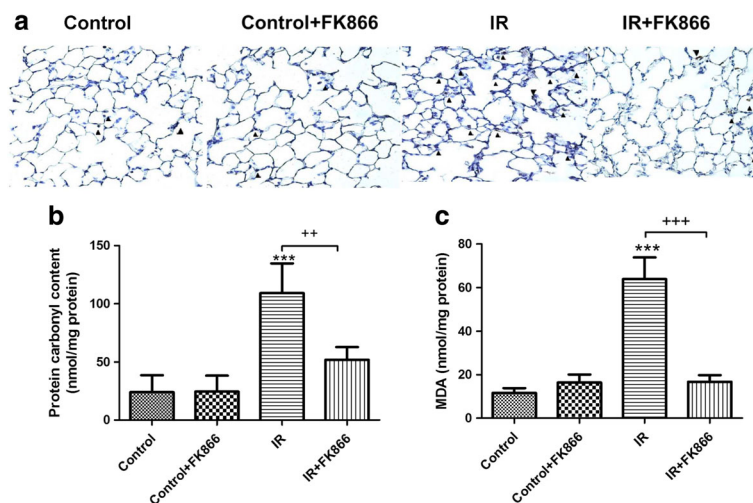 a
Control
Control+FK866
IR
IR+FK866
b
Protein carbonyl content
(nmol/mg protein)
150
100
50
0
***
++
Control
Control+FK866
IR
IR+FK866
c
MDA (nmol/mg protein)
80
60
40
20
0
***
+++
Control
Control+FK866
IR
IR+FK866